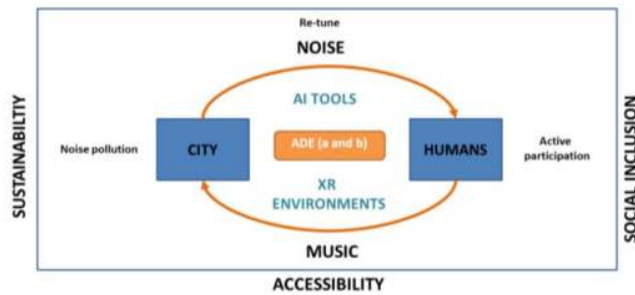 Re-tune
NOISE
AI TOOLS
SUSTAINABILTIY
Noise pollution
CITY
ADE (a and b)
HUMANS
Active
participation
SOCIAL INCLUSION
XR
ENVIRONMENTS
MUSIC
ACCESSIBILITY